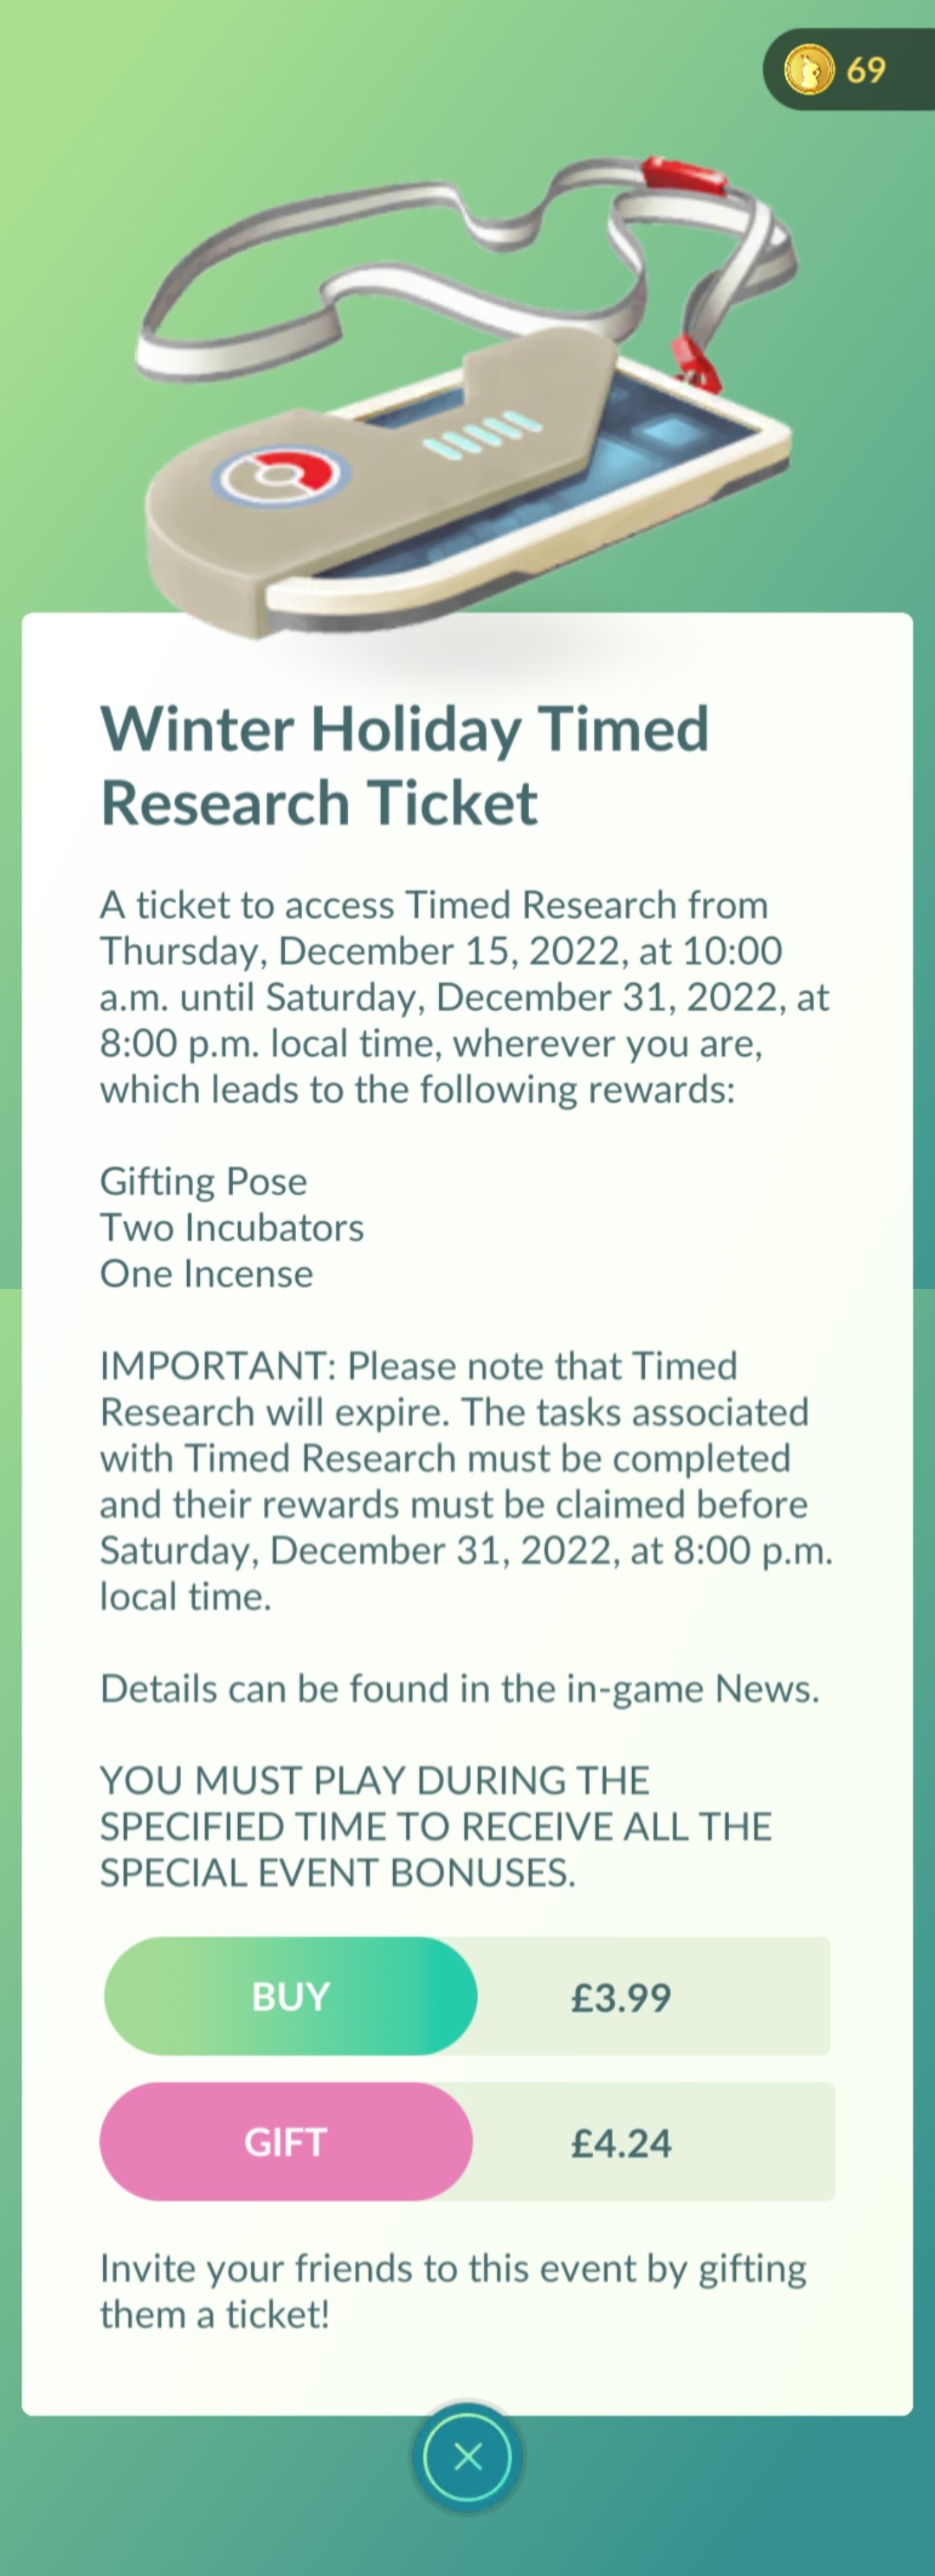 69
Winter Holiday Timed
Research Ticket
A ticket to access Timed Research from
Thursday, December 15, 2022, at 10:00
a.m. until Saturday, December 31, 2022, at
8:00 p.m. local time, wherever you are,
which leads to the following rewards:
Gifting Pose
Two Incubators
One Incense
IMPORTANT: Please note that Timed
Research will expire. The tasks associated
with Timed Research must be completed
and their rewards must be claimed before
Saturday, December 31, 2022, at 8:00 p.m.
local time.
Details can be found in the in-game News.
YOU MUST PLAY DURING THE
SPECIFIED TIME TO RECEIVE ALL THE
SPECIAL EVENT BONUSES.
BUY £3.99
GIFT £4.24
Invite your friends to this event by gifting
them a ticket!